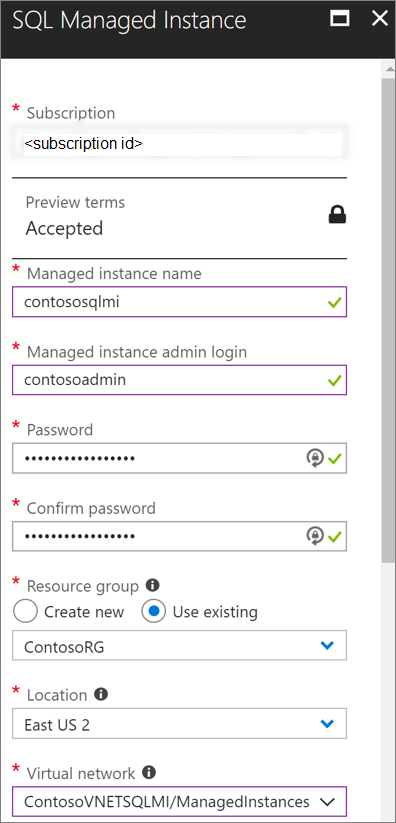 SQL Managed Instance
* Subscription
<subscription id>
Preview terms
Accepted
* Managed instance name
contososqlmi
* Managed instance admin login
contosoadmin
* Password
•••••••••••••••••
* Confirm password
•••••••••••••••••
* Resource group
Create new Use existing
ContosoRG
* Location
East US 2
* Virtual network
ContosoVNETSQLMI/ManagedInstances